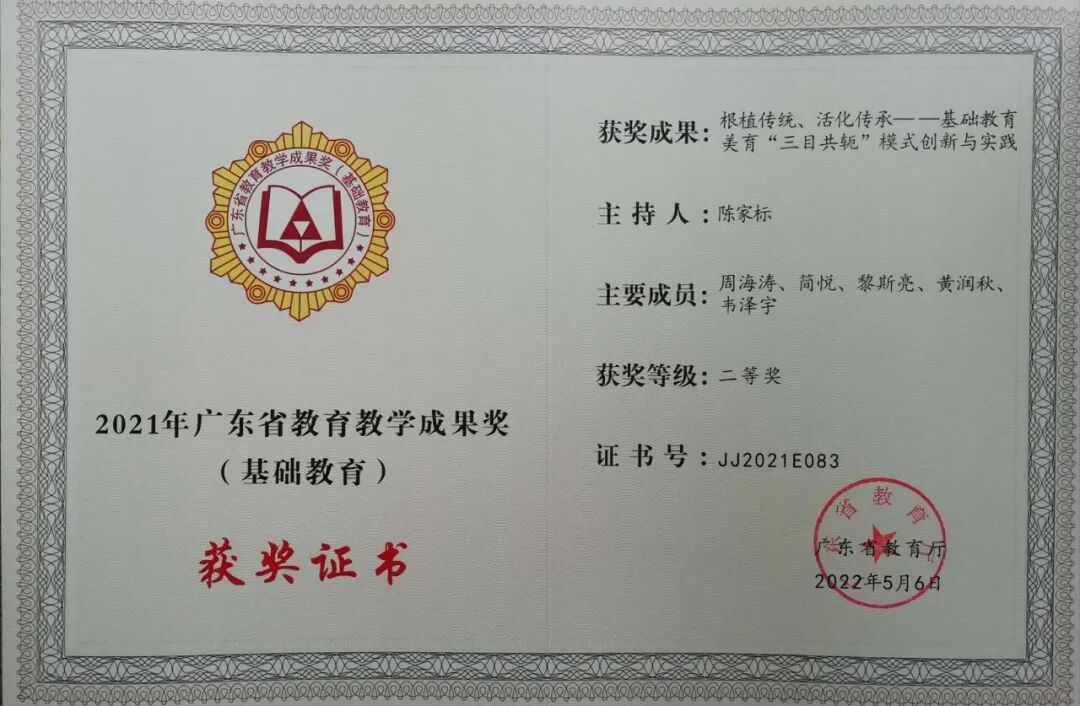 广东省教育教学成果奖（基础教育）
2021年广东省教育教学成果奖
（基础教育）
获奖证书
获奖成果：根植传统、活化传承——基础教育
美育“三目共轭”模式创新与实践
主持人：陈家标
主要成员：周海涛、简悦、黎斯亮、黄润秋、
韦泽宇
获奖等级：二等奖
证书号：JJ2021E083
广东省教育厅
2022年5月6日